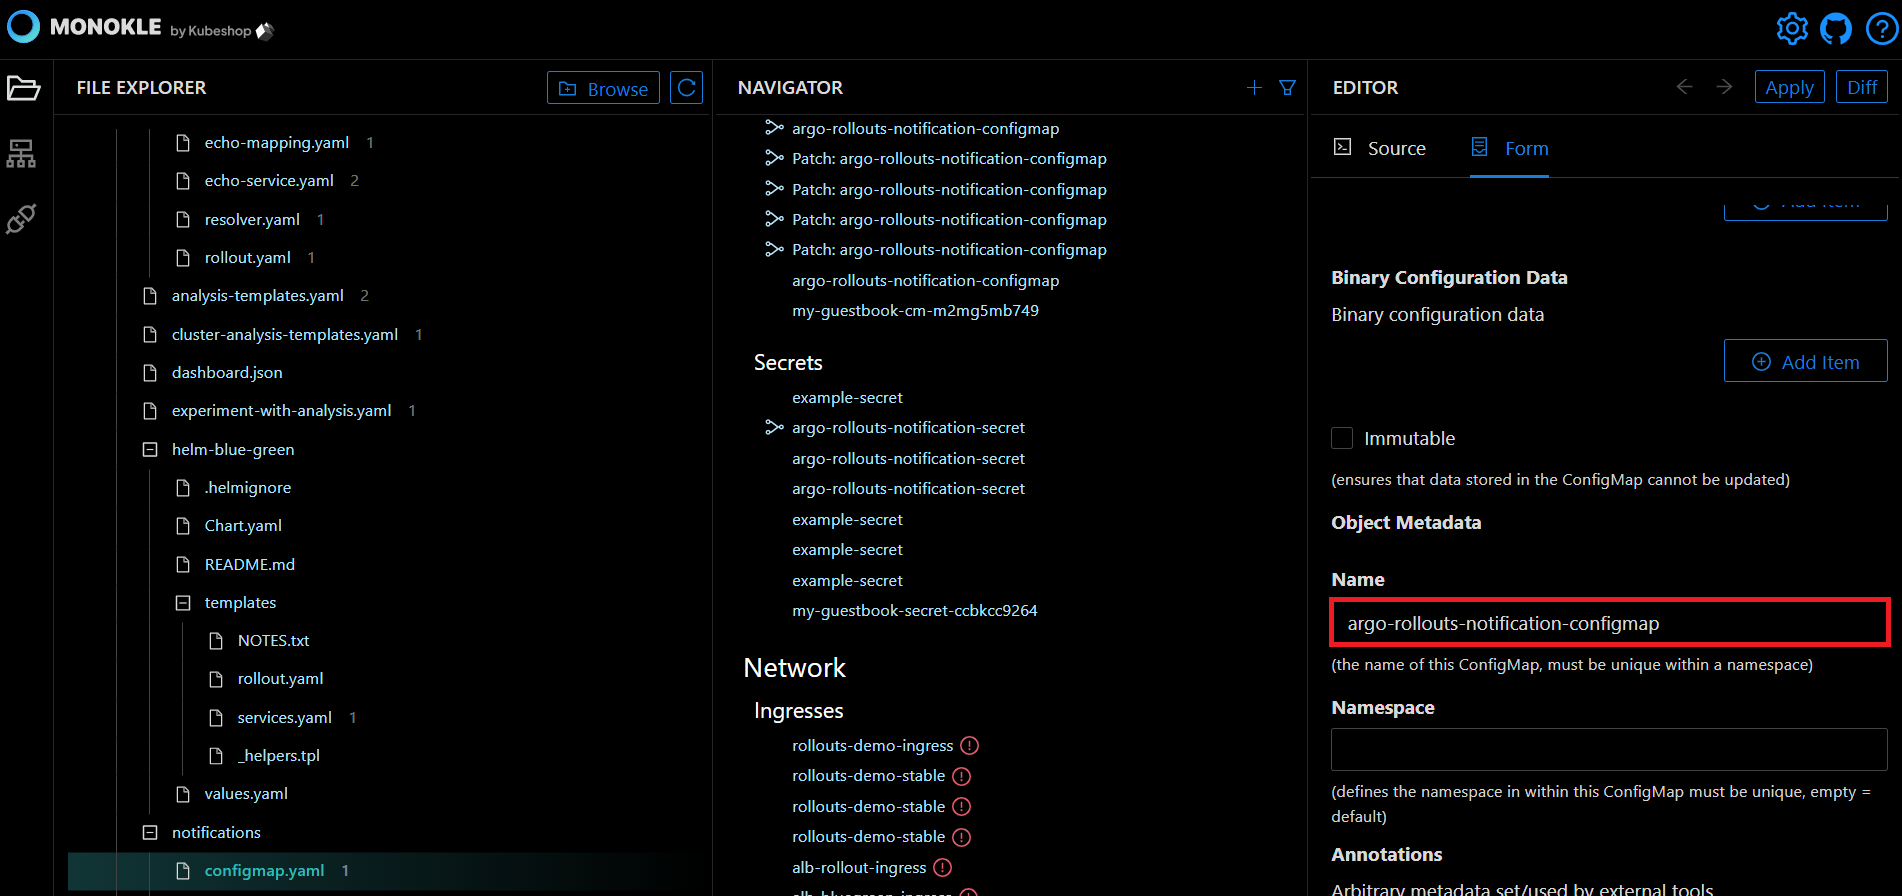 MONOKLE by Kubeshop
FILE EXPLORER
Browse
echo-mapping.yaml 1
echo-service.yaml 2
resolver.yaml 1
rollout.yaml 1
analysis-templates.yaml 2
cluster-analysis-templates.yaml 1
dashboard.json
experiment-with-analysis.yaml 1
helm-blue-green
.helmignore
Chart.yaml
README.md
templates
NOTES.txt
rollout.yaml
services.yaml 1
_helpers.tpl
values.yaml
notifications
configmap.yaml 1
NAVIGATOR
argo-rollouts-notification-configmap
Patch: argo-rollouts-notification-configmap
Patch: argo-rollouts-notification-configmap
Patch: argo-rollouts-notification-configmap
Patch: argo-rollouts-notification-configmap
argo-rollouts-notification-configmap
my-guestbook-cm-m2mg5mb749
Secrets
example-secret
argo-rollouts-notification-secret
argo-rollouts-notification-secret
argo-rollouts-notification-secret
example-secret
example-secret
example-secret
my-guestbook-secret-ccbkcc9264
Network
Ingresses
rollouts-demo-ingress
rollouts-demo-stable
rollouts-demo-stable
rollouts-demo-stable
alb-rollout-ingress
alb-bluegreen-ingress
EDITOR
Apply
Diff
Source
Form
Add Item
Binary Configuration Data
Binary configuration data
Add Item
Immutable
(ensures that data stored in the ConfigMap cannot be updated)
Object Metadata
Name
argo-rollouts-notification-configmap
(the name of this ConfigMap, must be unique within a namespace)
Namespace
(defines the namespace in within this ConfigMap must be unique, empty =
default)
Annotations
Arbitrary metadata set/used by external tools